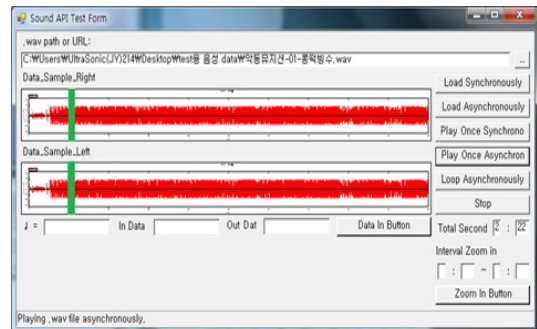 Sound API Test Form
,wav path or URL:
C:₩Users₩UltraSonic(JY)214₩Desktop₩test용 음성 data₩악동뮤지션-01-콩떡빙수,wav
..
Data_Sample_Right
Load Synchronously
Load Asynchronously
Play Once Synchrono
Data_Sample_Left
Play Once Asynchron
Loop Asynchronously
Stop
J =
In Data
Out Dat
Data In Button
Total Second 2 : 22
Interval Zoom in
: ~ :
Zoom In Button
Playing ,wav file asynchronously,